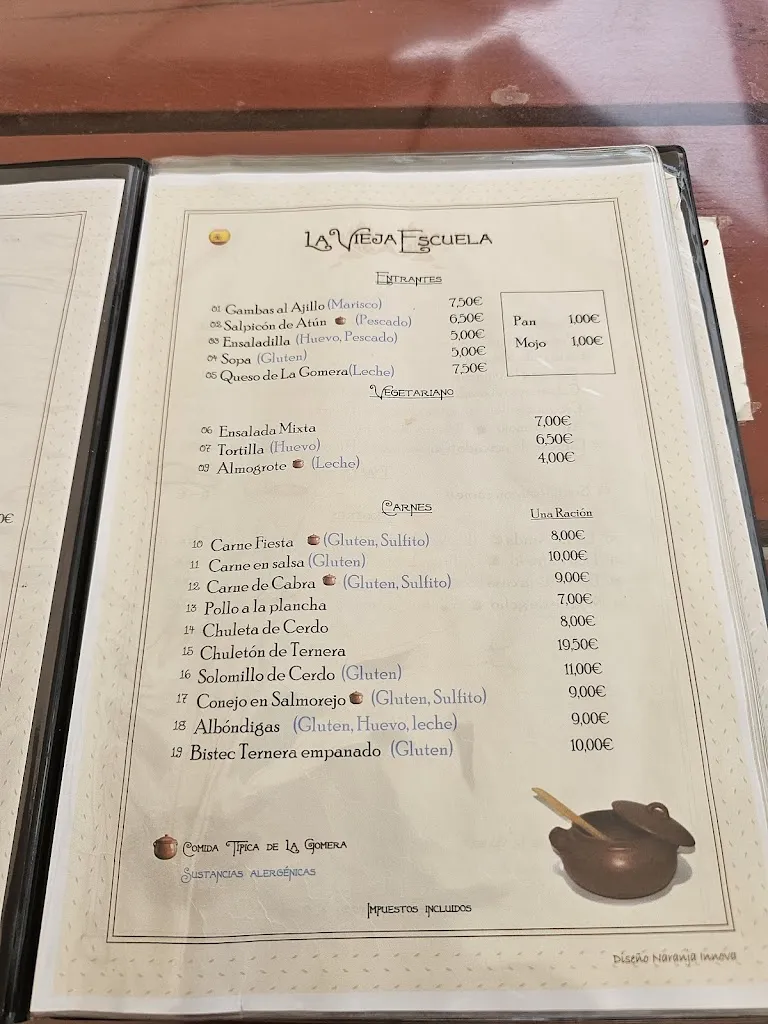 La Vieja Escuela
Entrantes
01 Gambas al Ajillo (Marisco) 7,50€
02 Salpicón de Atún (Pescado) 6,50€
03 Ensaladilla (Huevo, Pescado) 5,00€
04 Sopa (Gluten) 5,00€
05 Queso de La Gomera(Leche) 7,50€
Pan 1,00€
Mojo 1,00€
Vegetariano
06 Ensalada Mixta 7,00€
07 Tortilla (Huevo) 6,50€
09 Almogrote (Leche) 4,00€
Carnes Una Ración
10 Carne Fiesta (Gluten, Sulfito) 8,00€
11 Carne en salsa (Gluten) 10,00€
12 Carne de Cabra (Gluten, Sulfito) 9,00€
13 Pollo a la plancha 7,00€
14 Chuleta de Cerdo 8,00€
15 Chuletón de Ternera 19,50€
16 Solomillo de Cerdo (Gluten) 11,00€
17 Conejo en Salmorejo (Gluten, Sulfito) 9,00€
18 Albóndigas (Gluten, Huevo, leche) 9,00€
19 Bistec Ternera empanado (Gluten) 10,00€
Comida Típica de La Gomera
Sustancias alergénicas
Impuestos incluidos
Diseño Naranja Innova
0€